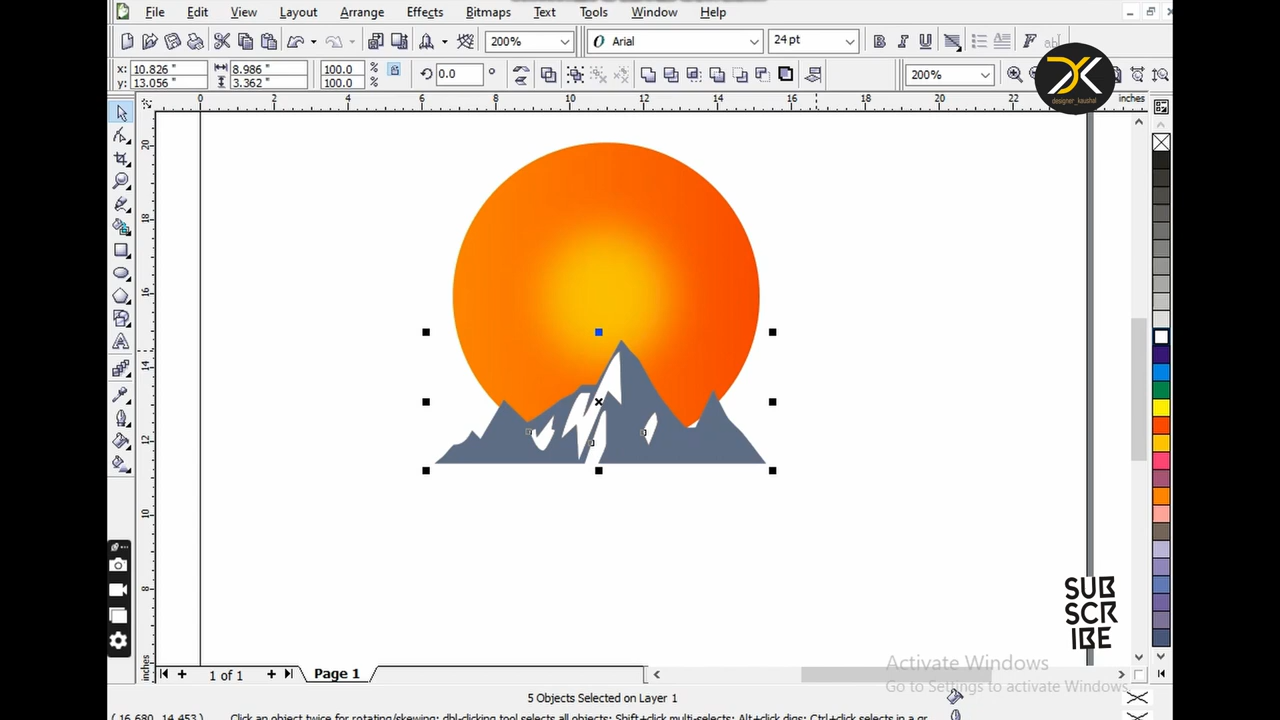 File Edit View Layout Arrange Effects Bitmaps Text Tools Window Help
200% Arial 24 pt
x: 10.826 " 8.986 " 100.0 % 0.0 ° 200%
y: 13.056 " 3.362 " 100.0 %
DK
designer_kaushal
0 2 4 6 8 10 12 14 16 18 20 22 inches
20
18
16
14
12
10
8
inches
SUB
SCR
IBE
Activate Windows
Go to Settings to activate Windows.
1 of 1 Page 1
5 Objects Selected on Layer 1
( 16.680, 14.453) Click an object twice for rotating/skewing; dbl-clicking tool selects all objects; Shift+click multi-selects; Alt+click digs; Ctrl+click selects in a gr